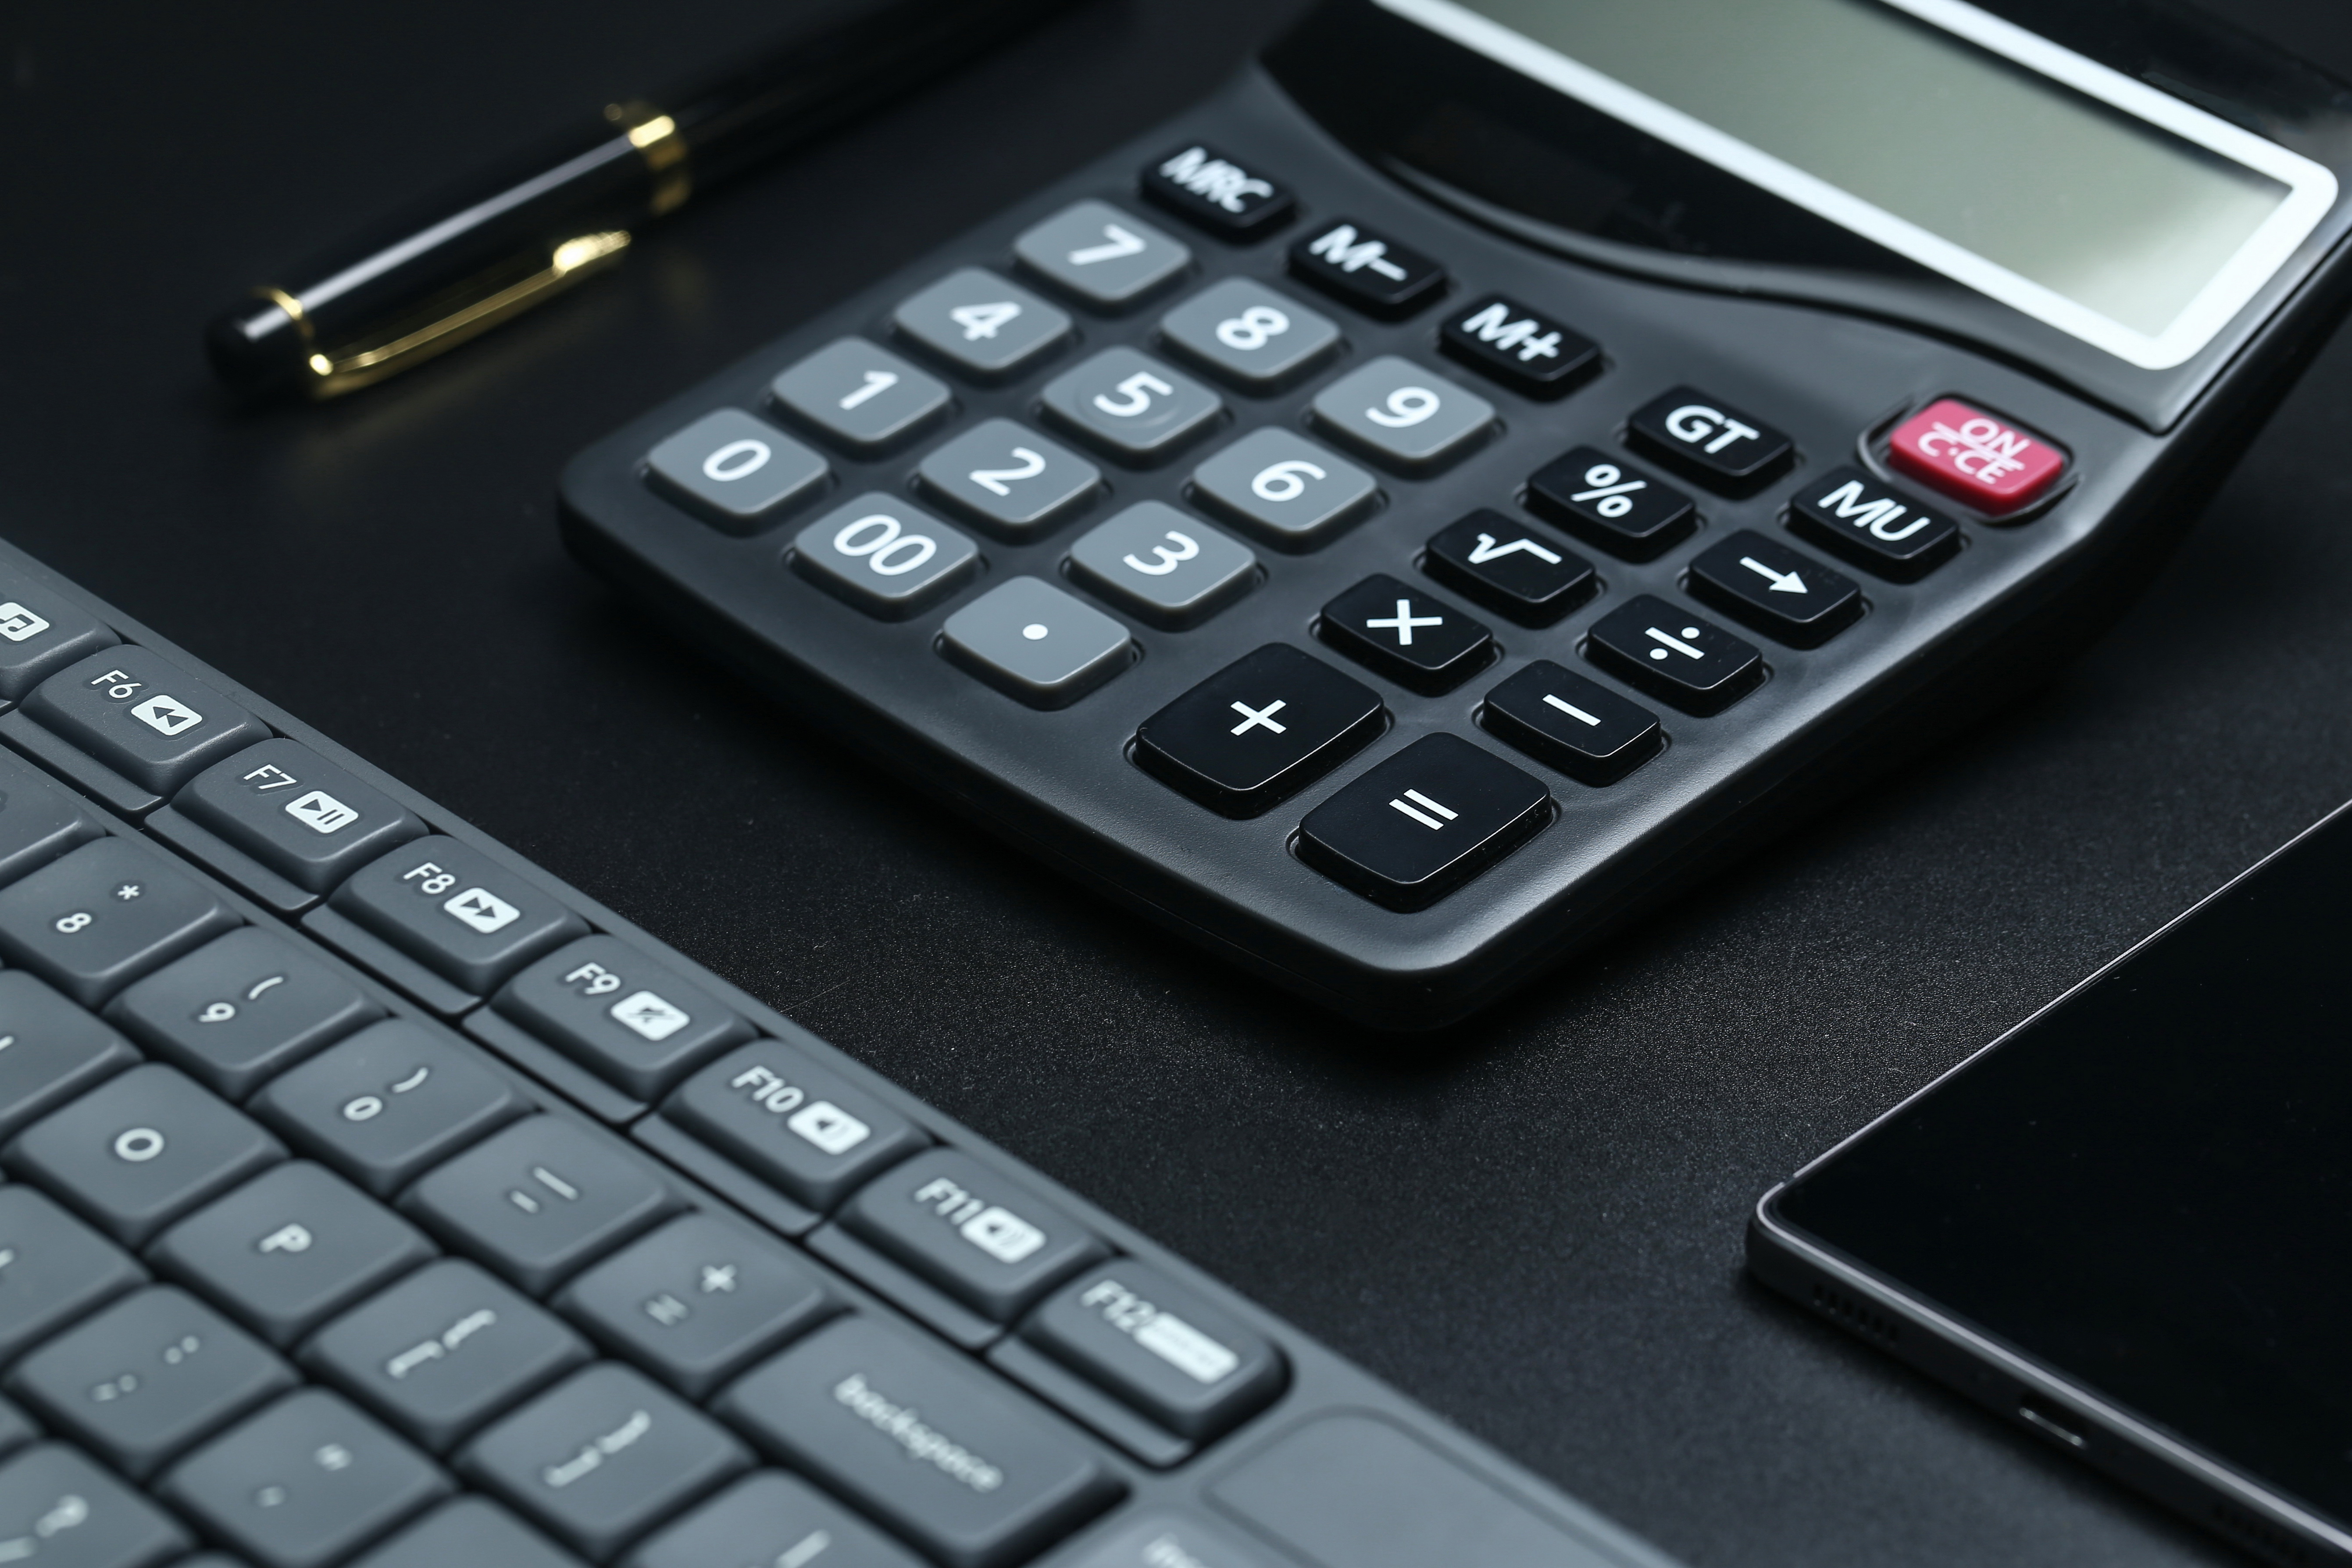 MRC
M−
M+
GT
ON
C·CE
7
8
9
%
MU
4
5
6
√
→
1
2
3
×
÷
0
00
.
+
−
=
F6
F7
F8
F9
F10
F11
F12
*
8
(
9
)
0
_
-
+
=
O
P
{
[
}
]
backspace
:
;
"
'
?
/